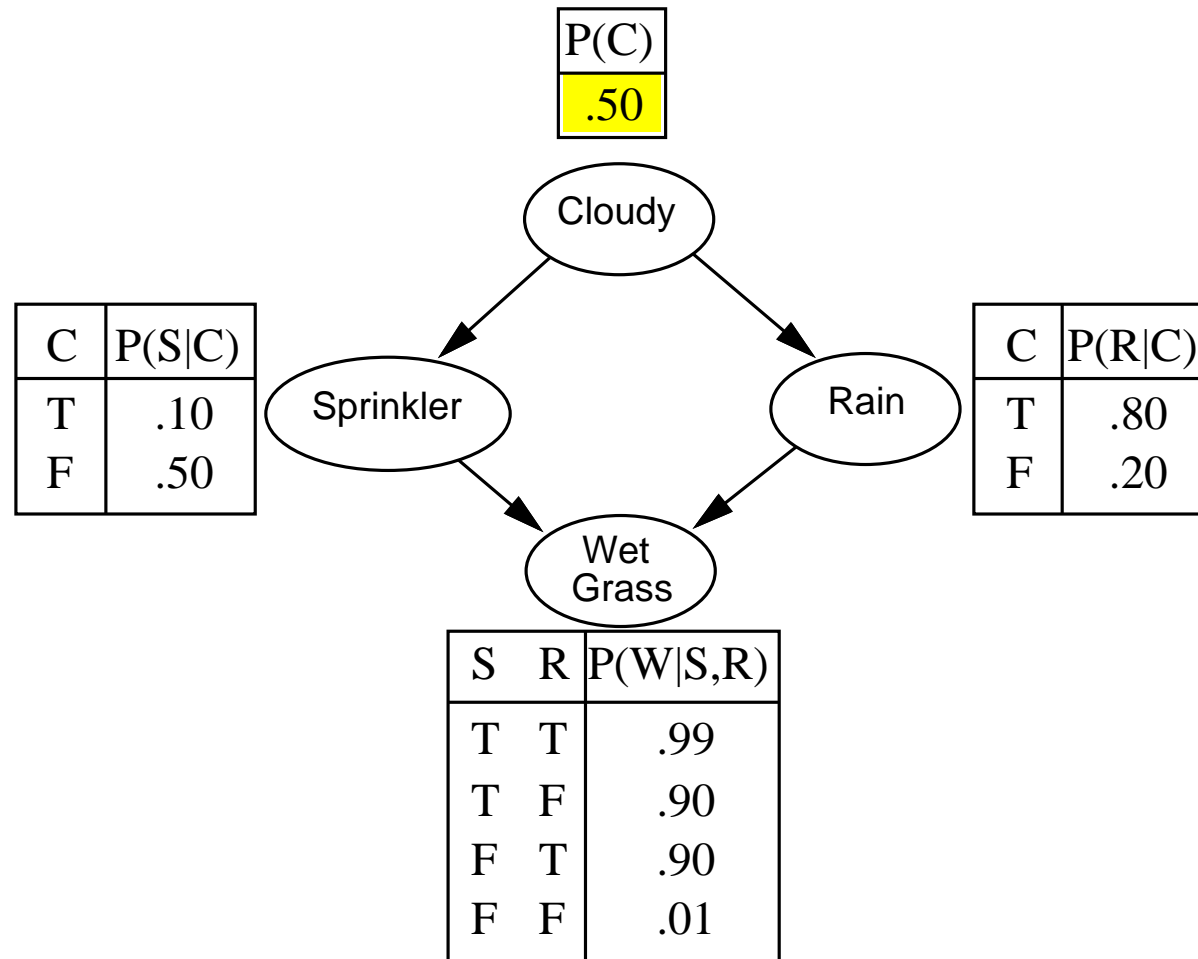 P(C)
.50
Cloudy
C P(S|C)
T .10
F .50
Sprinkler
Rain
C P(R|C)
T .80
F .20
Wet
Grass
S R P(W|S,R)
T T .99
T F .90
F T .90
F F .01